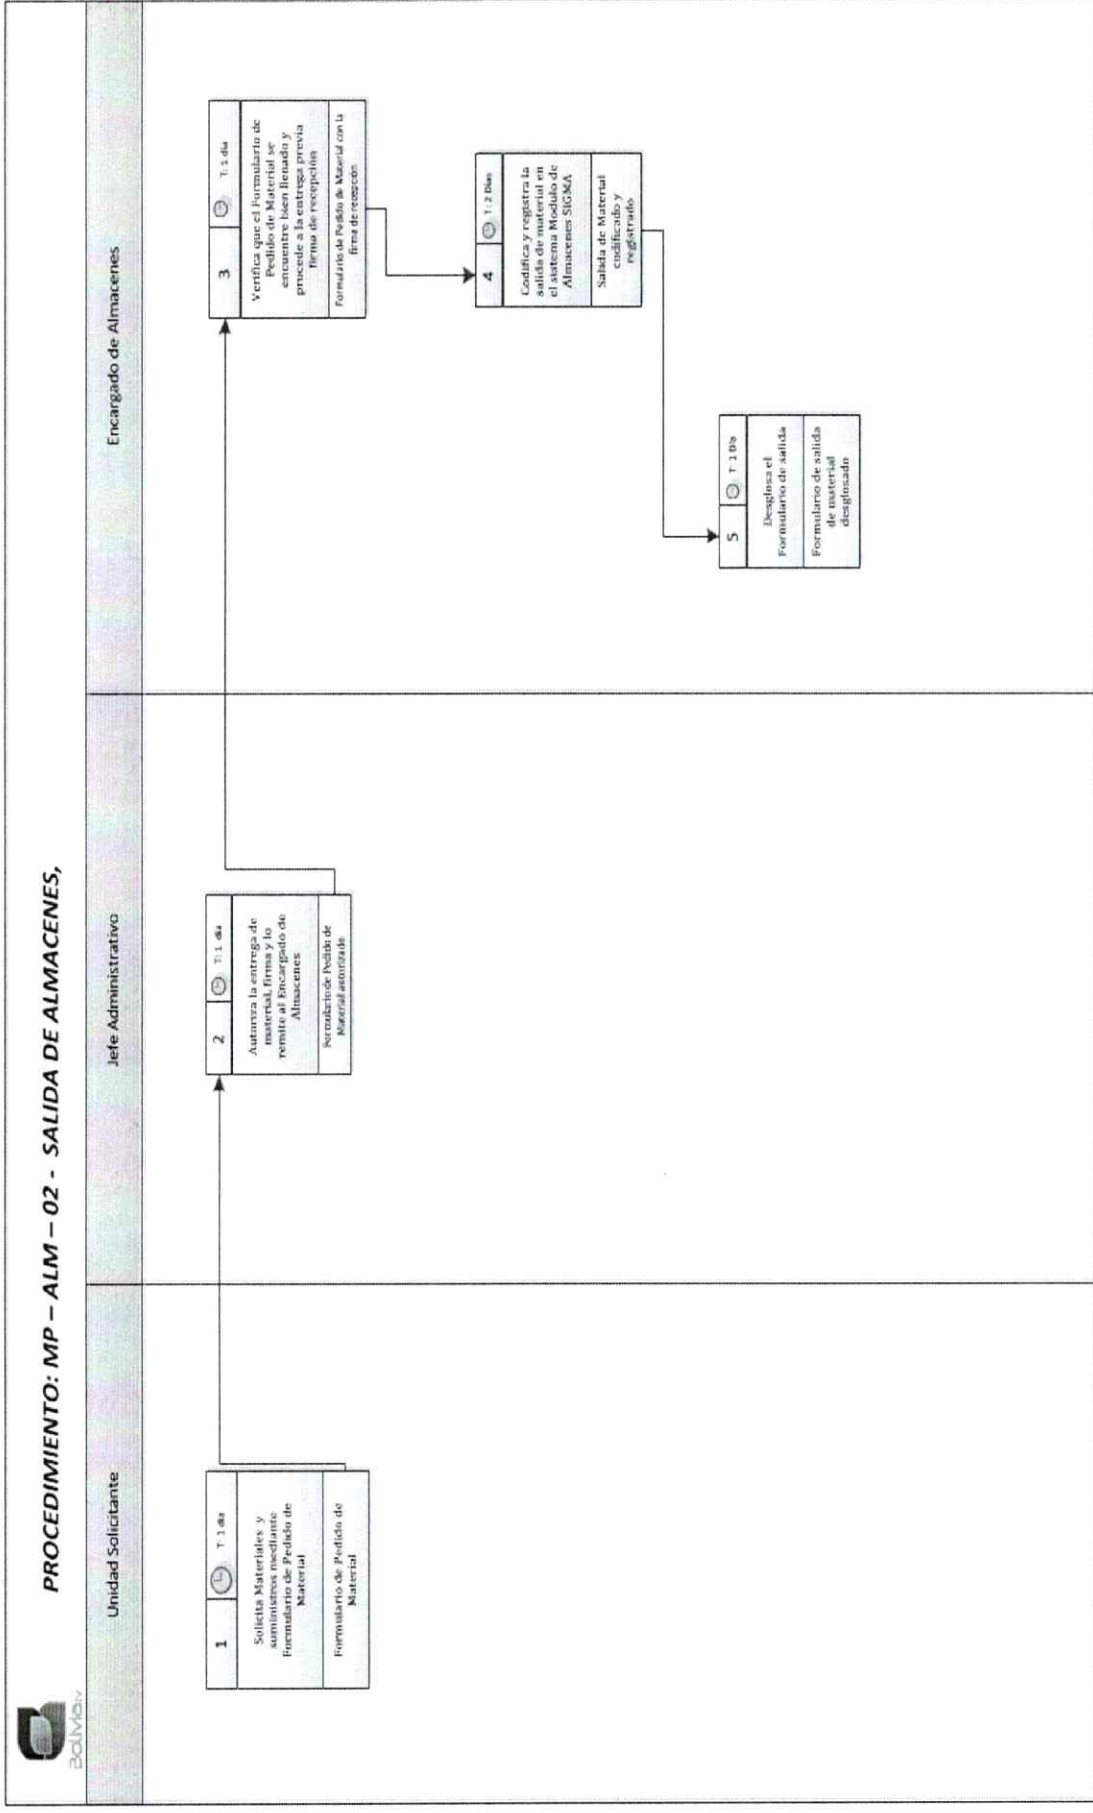 PROCEDIMIENTO: MP – ALM – 02 - SALIDA DE ALMACENES,
Boliviatv
Unidad Solicitante
Jefe Administrativo
Encargado de Almacenes
1
T: 1 dia
Solicita Materiales y
suministros mediante
Formulario de Pedido de
Material
Formulario de Pedido de
Material
2
T: 1 dia
Autoriza la entrega de
material, firma y lo
remite al Encargado de
Almacenes
Formulario de Pedido de
Material autorizado
3
T: 1 dia
Verifica que el Formulario de
Pedido de Material se
encuentre bien llenado y
procede a la entrega previa
firma de recepción
Formulario de Pedido de Material con la
firma de recepción
4
T: 2 Dias
Codifica y registra la
salida de material en
el sistema Modulo de
Almacenes SIGMA
Salida de Material
codificado y
registrado
5
T: 1 Día
Desglosa el
Formulario de salida
Formulario de salida
de material
desglosado